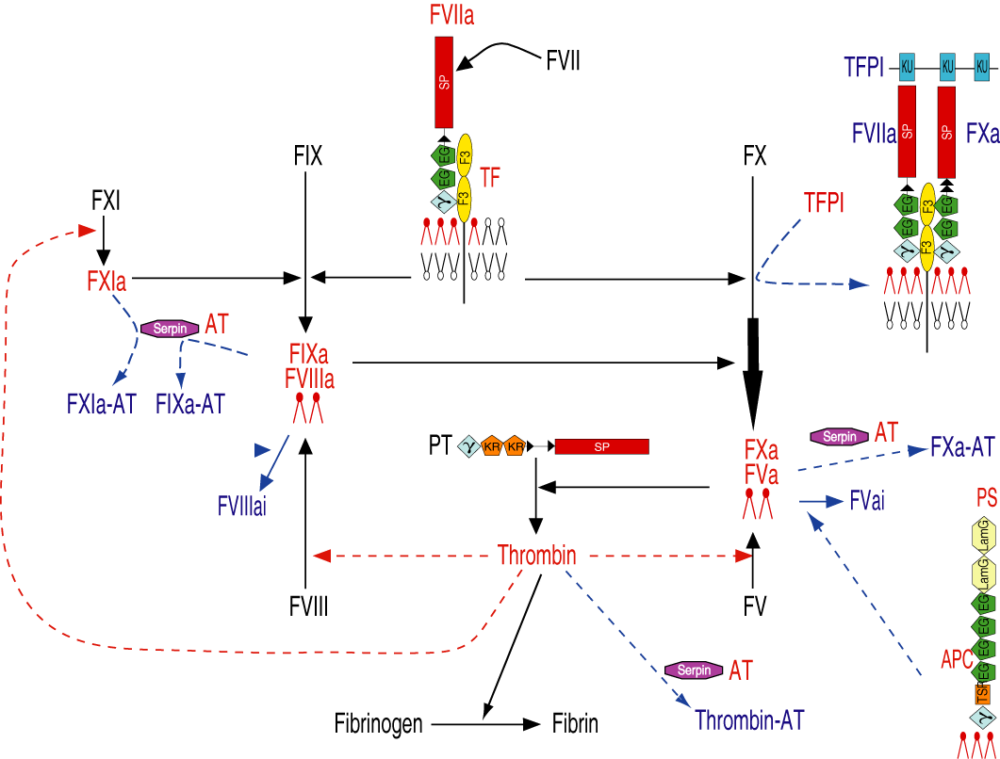 FVIIa
SP
FVII
EG
F3
EG
F3
γ
TF
TFPI
KU
KU
KU
FVIIa
SP
SP
FXa
EG
F3
EG
EG
F3
EG
γ
γ
FIX
FX
FXI
TFPI
FXIa
Serpin
AT
FIXa
FVIIIa
FXIa-AT
FIXa-AT
PT
γ
KR
KR
SP
FXa
FVa
Serpin
AT
FXa-AT
FVIIIai
FVai
PS
LamG
LamG
EG
EG
EG
EG
APC
TSR
γ
Thrombin
FVIII
FV
Serpin
AT
Fibrinogen
Fibrin
Thrombin-AT